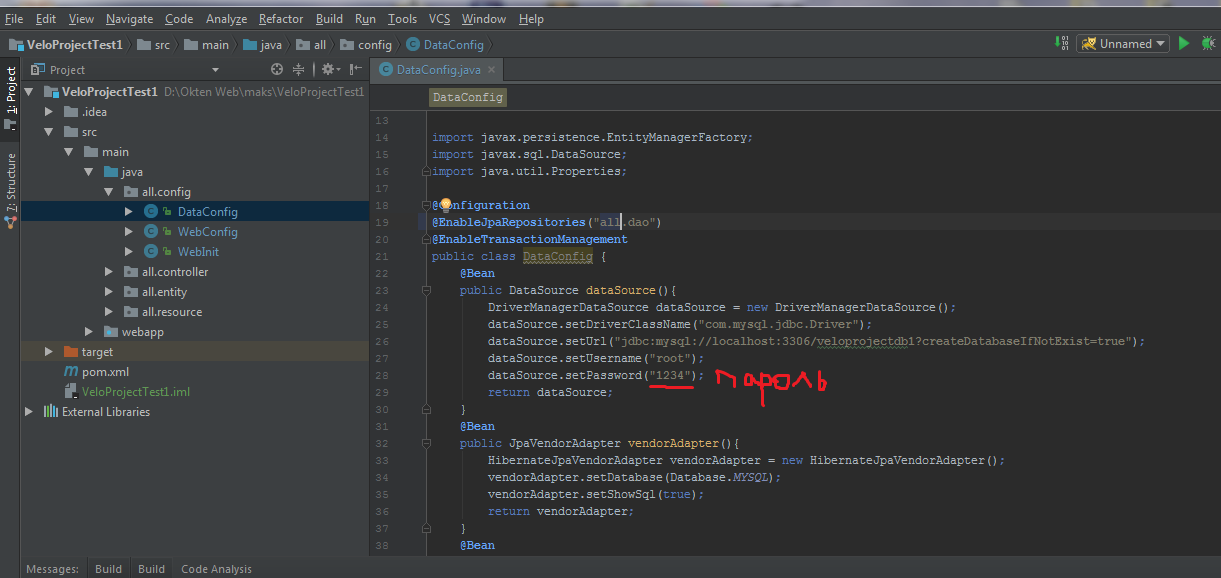 File Edit View Navigate Code Analyze Refactor Build Run Tools VCS Window Help
VeloProjectTest1 src main java all config DataConfig Unnamed
1: Project
7: Structure
Project
VeloProjectTest1 D:\Okten Web\maks\VeloProjectTest1
.idea
src
main
java
all.config
DataConfig
WebConfig
WebInit
all.controller
all.entity
all.resource
webapp
target
pom.xml
VeloProjectTest1.iml
External Libraries
DataConfig.java
DataConfig
13
14 import javax.persistence.EntityManagerFactory;
15 import javax.sql.DataSource;
16 import java.util.Properties;
17
18 @Configuration
19 @EnableJpaRepositories("all.dao")
20 @EnableTransactionManagement
21 public class DataConfig {
22 @Bean
23 public DataSource dataSource(){
24 DriverManagerDataSource dataSource = new DriverManagerDataSource();
25 dataSource.setDriverClassName("com.mysql.jdbc.Driver");
26 dataSource.setUrl("jdbc:mysql://localhost:3306/veloprojectdb1?createDatabaseIfNotExist=true");
27 dataSource.setUsername("root");
28 dataSource.setPassword("1234"); пароль
29 return dataSource;
30 }
31 @Bean
32 public JpaVendorAdapter vendorAdapter(){
33 HibernateJpaVendorAdapter vendorAdapter = new HibernateJpaVendorAdapter();
34 vendorAdapter.setDatabase(Database.MYSQL);
35 vendorAdapter.setShowSql(true);
36 return vendorAdapter;
37 }
38 @Bean
Messages: Build Build Code Analysis